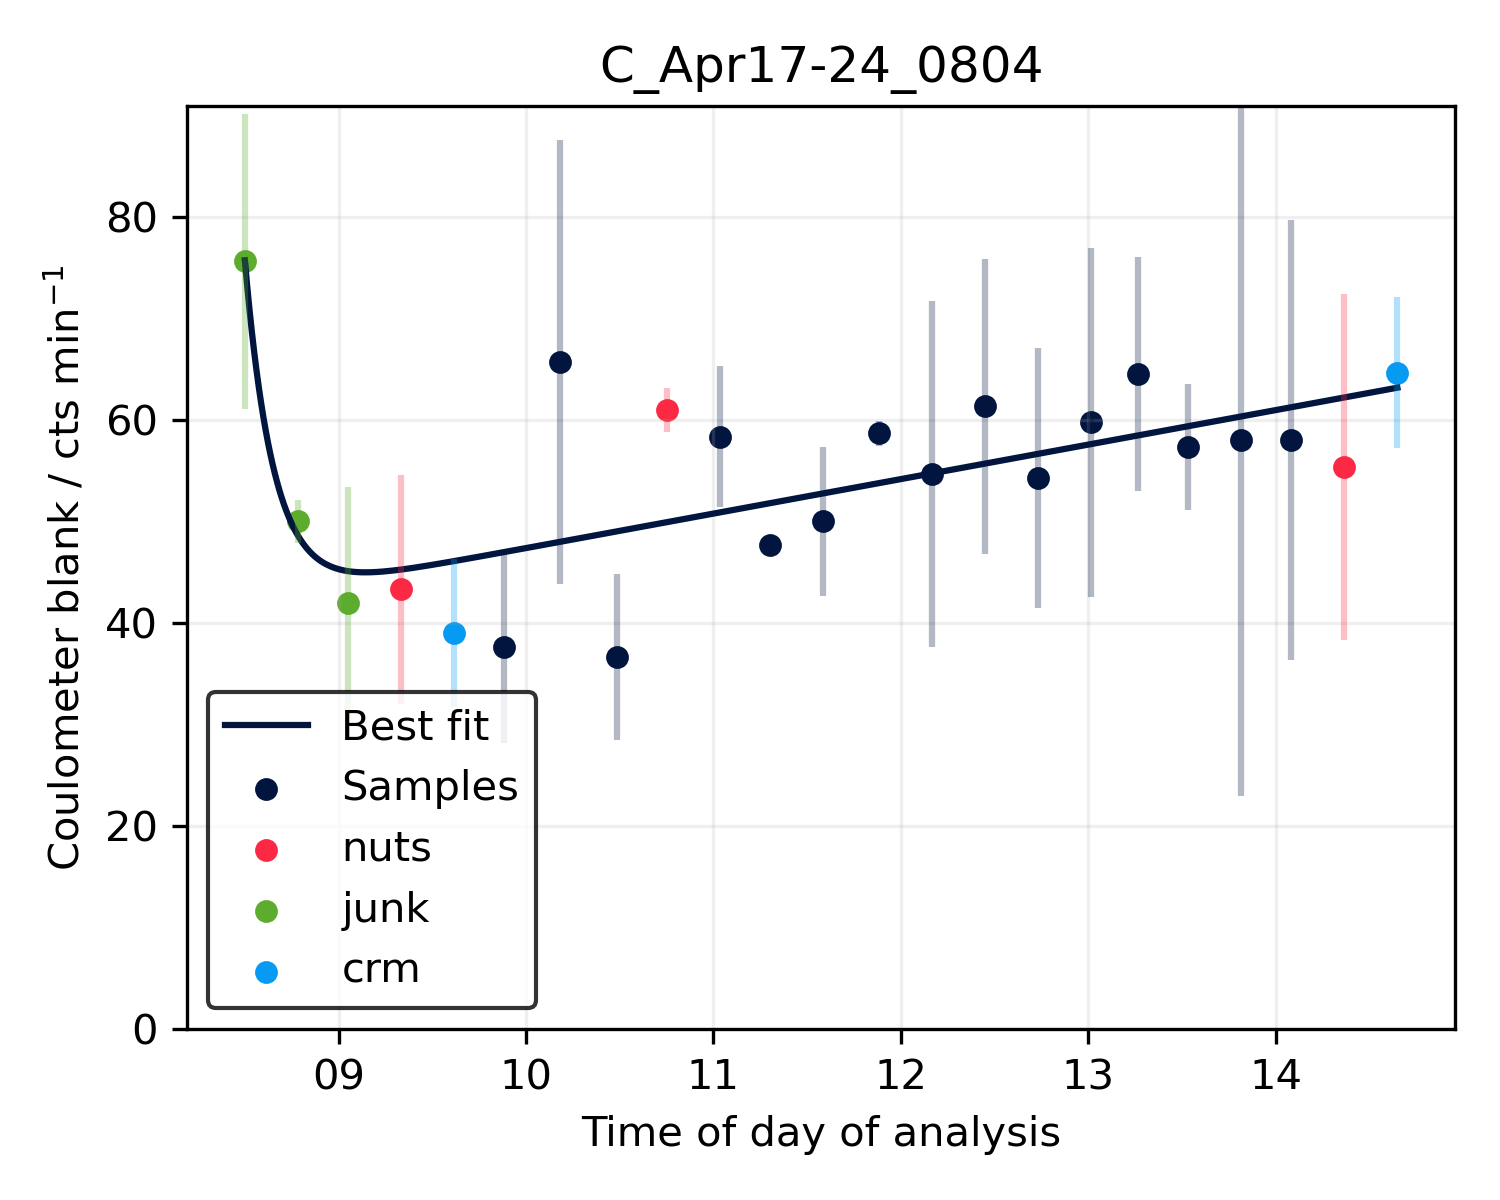 C_Apr17-24_0804
Coulometer blank / cts min⁻¹
80
60
40
20
0
Best fit
Samples
nuts
junk
crm
09 10 11 12 13 14
Time of day of analysis